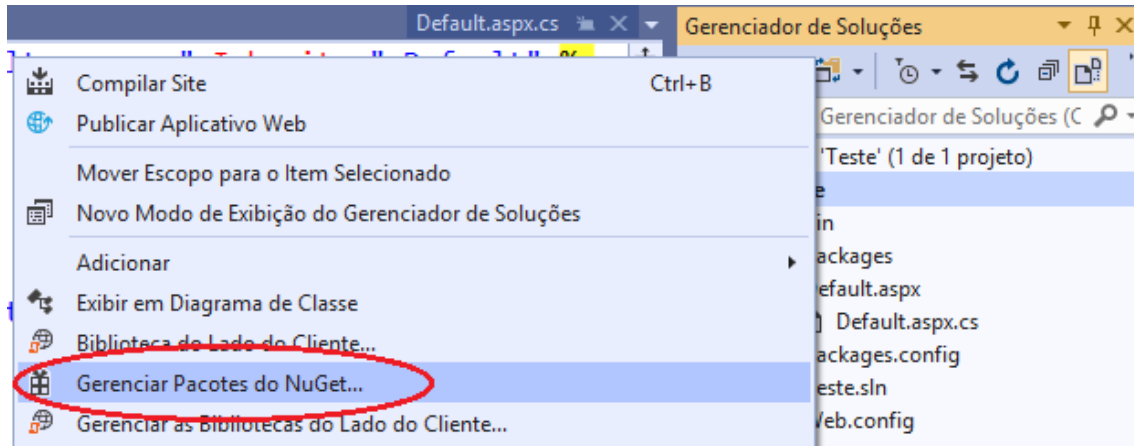 Default.aspx.cs
Gerenciador de Soluções
Compilar Site Ctrl+B
Publicar Aplicativo Web
Mover Escopo para o Item Selecionado
Novo Modo de Exibição do Gerenciador de Soluções
Adicionar
Exibir em Diagrama de Classe
Biblioteca do Lado do Cliente...
Gerenciar Pacotes do NuGet...
Gerenciar as Bibliotecas do Lado do Cliente...
Gerenciador de Soluções (C
'Teste' (1 de 1 projeto)
e
in
ackages
efault.aspx
Default.aspx.cs
ackages.config
este.sln
Web.config